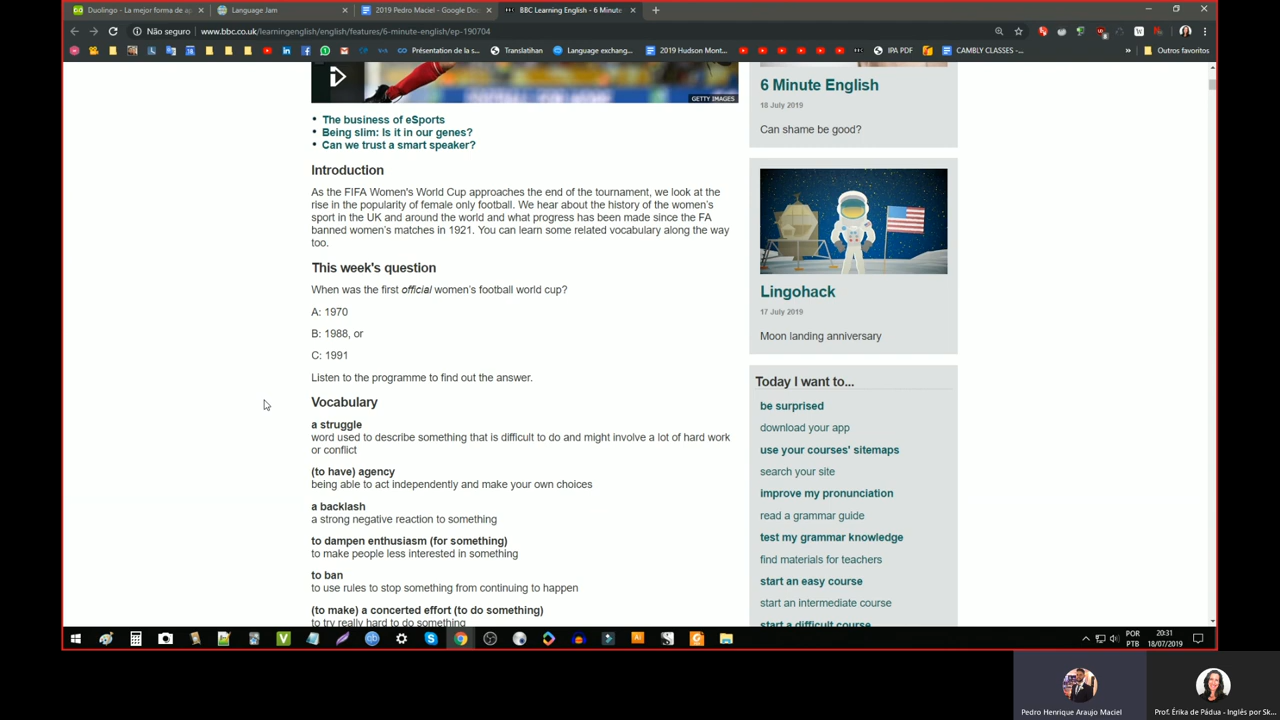 Duolingo - La mejor forma de ap
Language Jam
2019 Pedro Maciel - Google Doc
BBC Learning English - 6 Minute
Não seguro
www.bbc.co.uk/learningenglish/english/features/6-minute-english/ep-190704
Présentation de la s...
Translatihan
Language exchang...
2019 Hudson Mont...
IPA PDF
CAMBLY CLASSES -...
Outros favoritos
GETTY IMAGES
• The business of eSports
• Being slim: Is it in our genes?
• Can we trust a smart speaker?
Introduction
As the FIFA Women's World Cup approaches the end of the tournament, we look at the
rise in the popularity of female only football. We hear about the history of the women's
sport in the UK and around the world and what progress has been made since the FA
banned women's matches in 1921. You can learn some related vocabulary along the way
too.
This week's question
When was the first official women's football world cup?
A: 1970
B: 1988, or
C: 1991
Listen to the programme to find out the answer.
Vocabulary
a struggle
word used to describe something that is difficult to do and might involve a lot of hard work
or conflict
(to have) agency
being able to act independently and make your own choices
a backlash
a strong negative reaction to something
to dampen enthusiasm (for something)
to make people less interested in something
to ban
to use rules to stop something from continuing to happen
(to make) a concerted effort (to do something)
to try really hard to do something
6 Minute English
18 July 2019
Can shame be good?
Lingohack
17 July 2019
Moon landing anniversary
Today I want to...
be surprised
download your app
use your courses' sitemaps
search your site
improve my pronunciation
read a grammar guide
test my grammar knowledge
find materials for teachers
start an easy course
start an intermediate course
start a difficult course
POR
PTB
20:31
18/07/2019
Pedro Henrique Araujo Maciel
Prof. Érika de Pádua - Inglês por Sk...